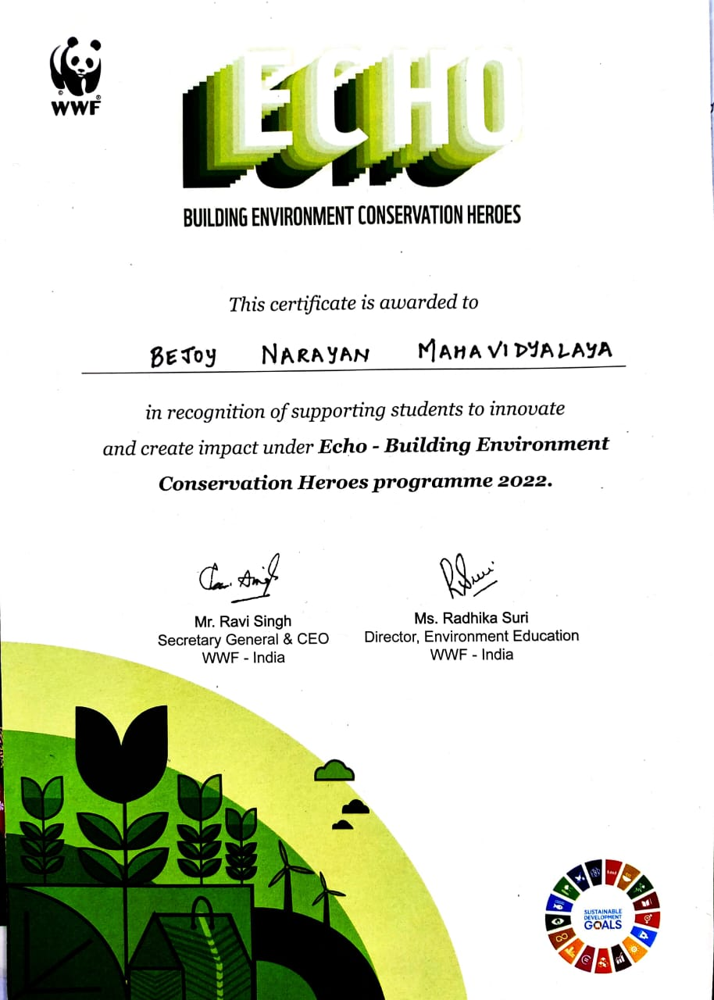 WWF
ECHO
BUILDING ENVIRONMENT CONSERVATION HEROES
This certificate is awarded to
BEJOY NARAYAN MAHAVIDYALAYA
in recognition of supporting students to innovate
and create impact under Echo - Building Environment
Conservation Heroes programme 2022.
Mr. Ravi Singh
Secretary General & CEO
WWF - India
Ms. Radhika Suri
Director, Environment Education
WWF - India
SUSTAINABLE
DEVELOPMENT
GOALS